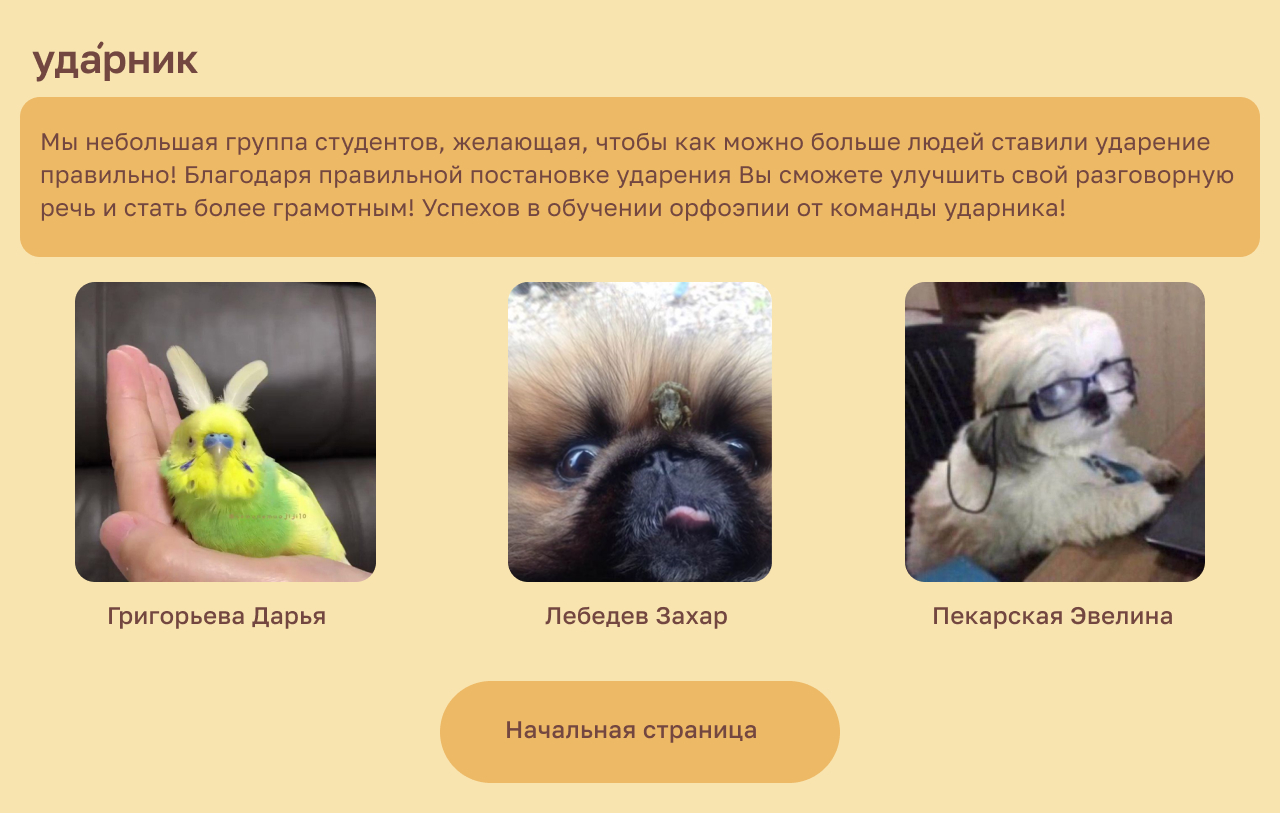 уда́рник
Мы небольшая группа студентов, желающая, чтобы как можно больше людей ставили ударение
правильно! Благодаря правильной постановке ударения Вы сможете улучшить свой разговорную
речь и стать более грамотным! Успехов в обучении орфоэпии от команды ударника!
Григорьева Дарья
Лебедев Захар
Пекарская Эвелина
Начальная страница